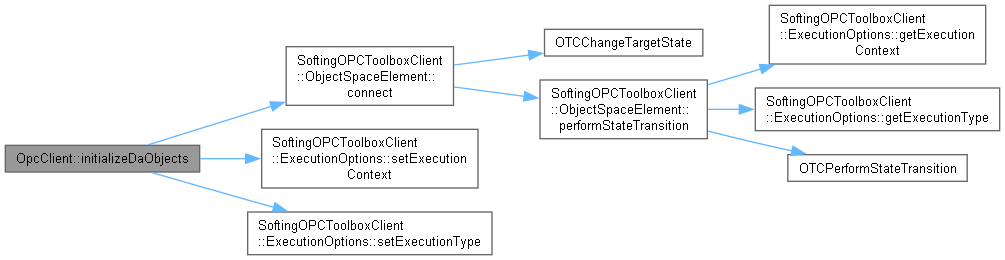 OpcClient::initializeDaObjects
SoftingOPCToolboxClient
::ObjectSpaceElement::
connect
SoftingOPCToolboxClient
::ExecutionOptions::setExecution
Context
SoftingOPCToolboxClient
::ExecutionOptions::setExecutionType
OTCChangeTargetState
SoftingOPCToolboxClient
::ObjectSpaceElement::
performStateTransition
SoftingOPCToolboxClient
::ExecutionOptions::getExecution
Context
SoftingOPCToolboxClient
::ExecutionOptions::getExecutionType
OTCPerformStateTransition